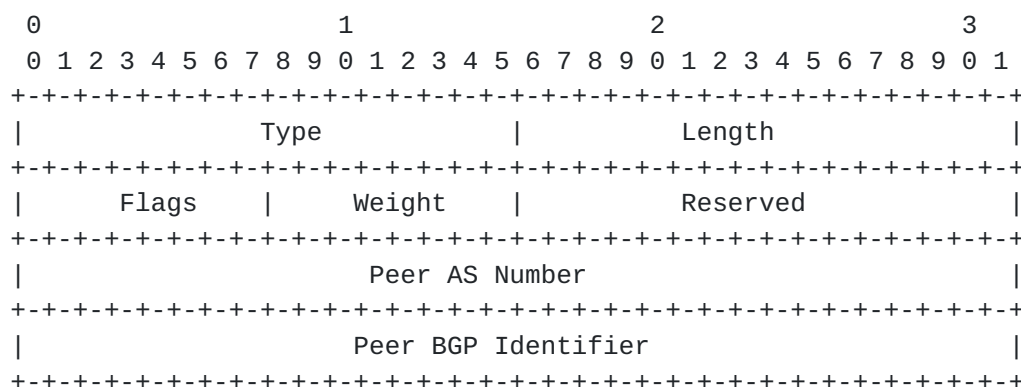 0                   1                   2                   3
 0 1 2 3 4 5 6 7 8 9 0 1 2 3 4 5 6 7 8 9 0 1 2 3 4 5 6 7 8 9 0 1
+-+-+-+-+-+-+-+-+-+-+-+-+-+-+-+-+-+-+-+-+-+-+-+-+-+-+-+-+-+-+-+-+
|               Type            |          Length               |
+-+-+-+-+-+-+-+-+-+-+-+-+-+-+-+-+-+-+-+-+-+-+-+-+-+-+-+-+-+-+-+-+
|      Flags    |     Weight    |          Reserved             |
+-+-+-+-+-+-+-+-+-+-+-+-+-+-+-+-+-+-+-+-+-+-+-+-+-+-+-+-+-+-+-+-+
|                      Peer AS Number                           |
+-+-+-+-+-+-+-+-+-+-+-+-+-+-+-+-+-+-+-+-+-+-+-+-+-+-+-+-+-+-+-+-+
|                     Peer BGP Identifier                       |
+-+-+-+-+-+-+-+-+-+-+-+-+-+-+-+-+-+-+-+-+-+-+-+-+-+-+-+-+-+-+-+-+